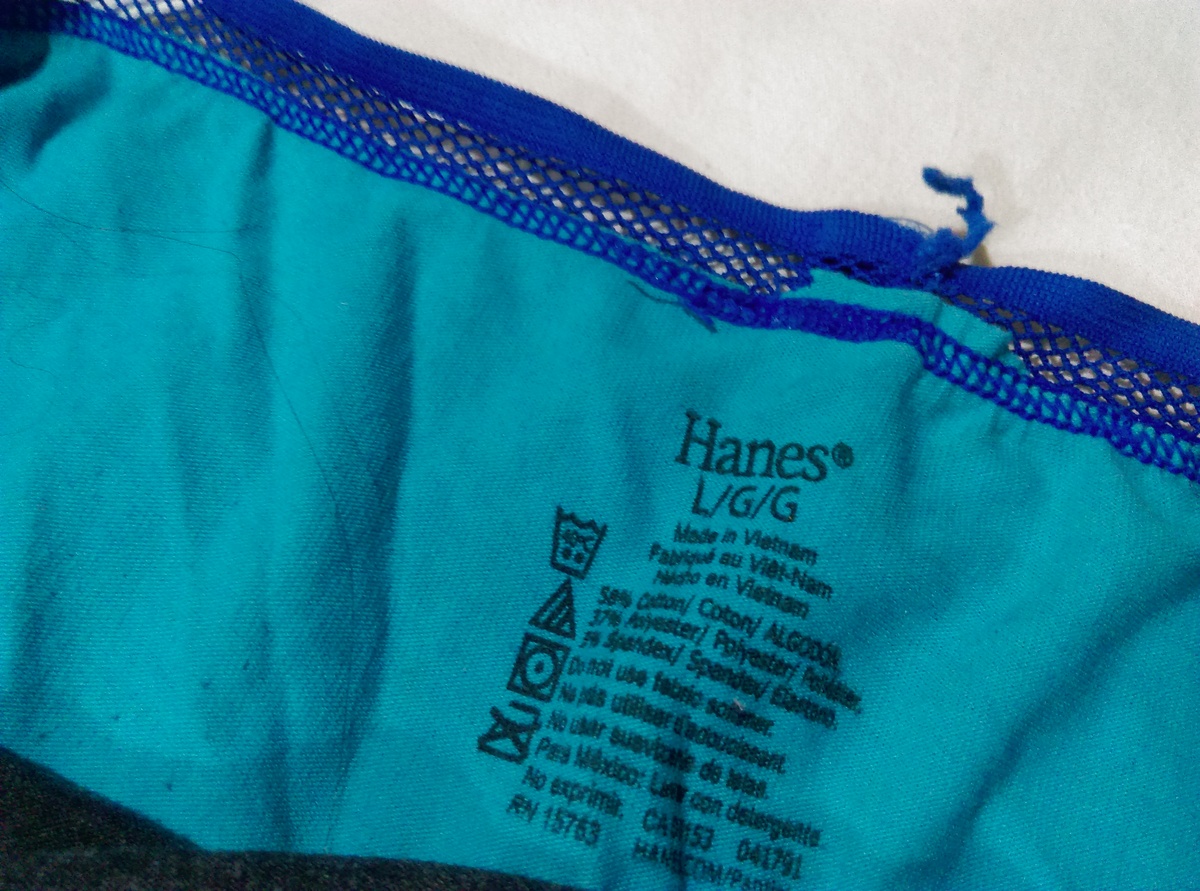 Hanes®
L/G/G
Made in Vietnam
Fabriqué au Viêt-Nam
Hecho en Vietnam
40C
58% Cotton/ Coton/ ALGODÓN,
37% Polyester/ Polyester/ Poliéster,
5% Spandex/ Spandex/ Elastano.
Do not use fabric softener.
Ne pas utiliser d'adoucissant.
No usar suavizante de telas.
Para México: Lavar con detergente
No exprimir. 041791
RN 15763